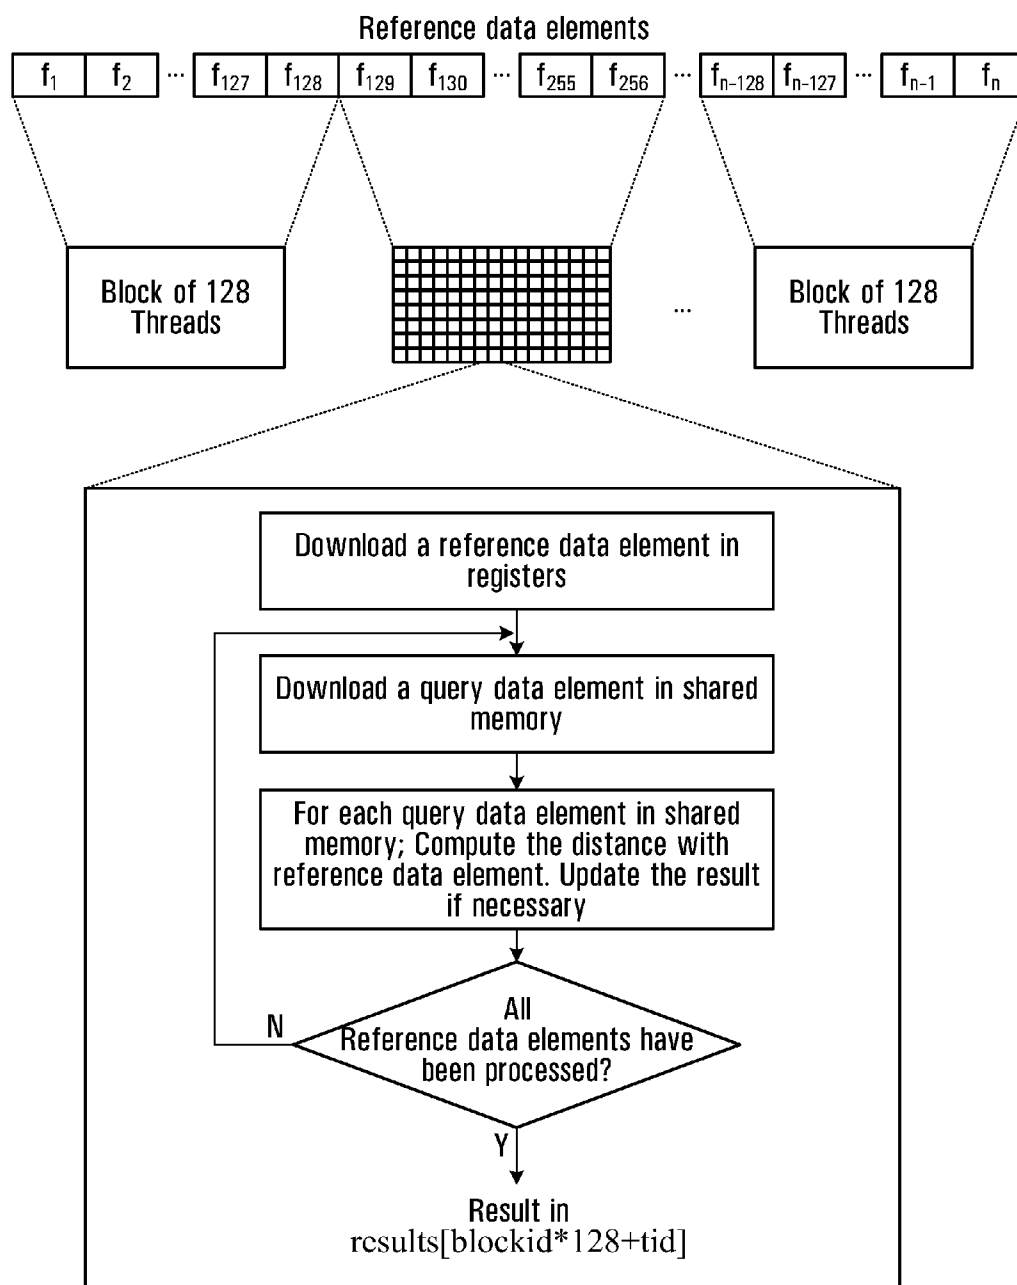 Reference data elements
f1 f2 ... f127 f128 f129 f130 ... f255 f256 ... fn-128 fn-127 ... fn-1 fn
Block of 128
Threads
...
Block of 128
Threads
Download a reference data element in
registers
Download a query data element in shared
memory
For each query data element in shared
memory; Compute the distance with
reference data element. Update the result
if necessary
All
N
Reference data elements have
been processed?
Y
Result in
results[blockid*128+tid]